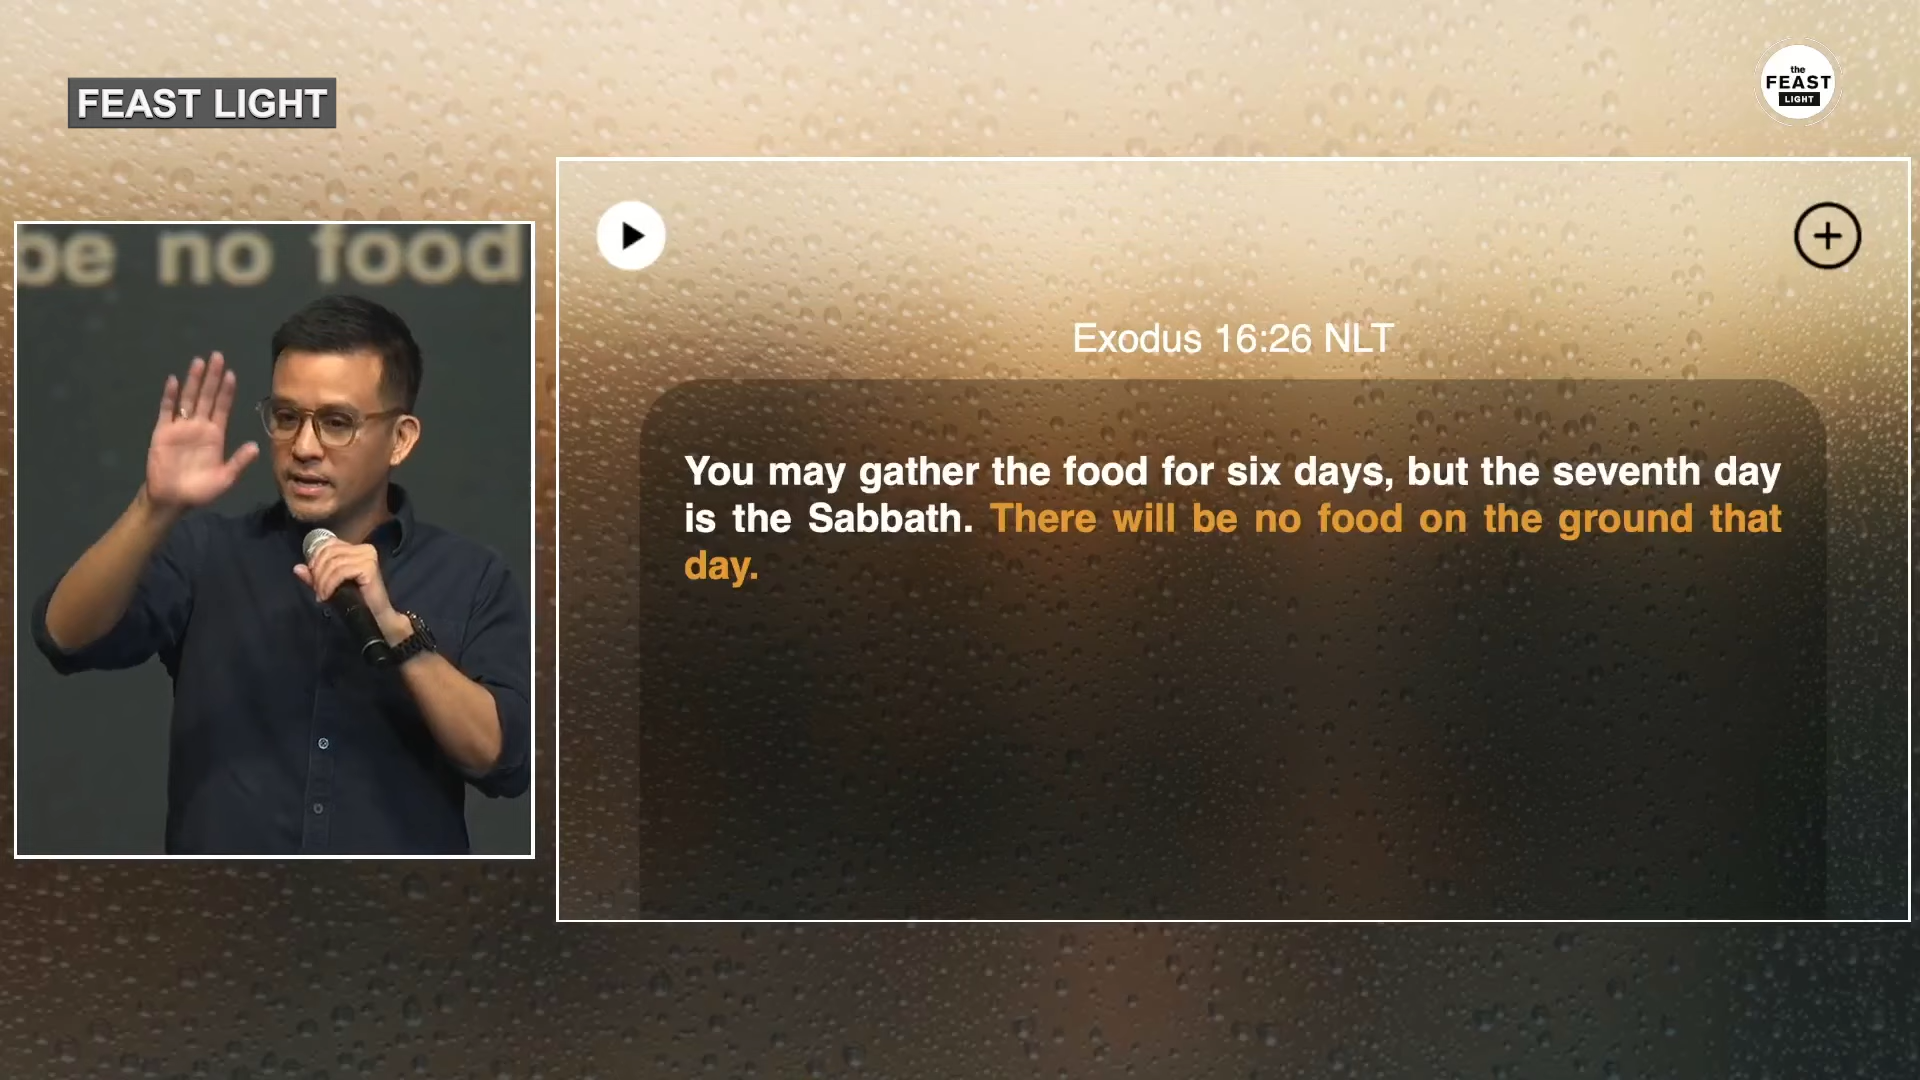 FEAST LIGHT
the
FEAST
LIGHT
be no food
Exodus 16:26 NLT
You may gather the food for six days, but the seventh day
is the Sabbath. There will be no food on the ground that
day.